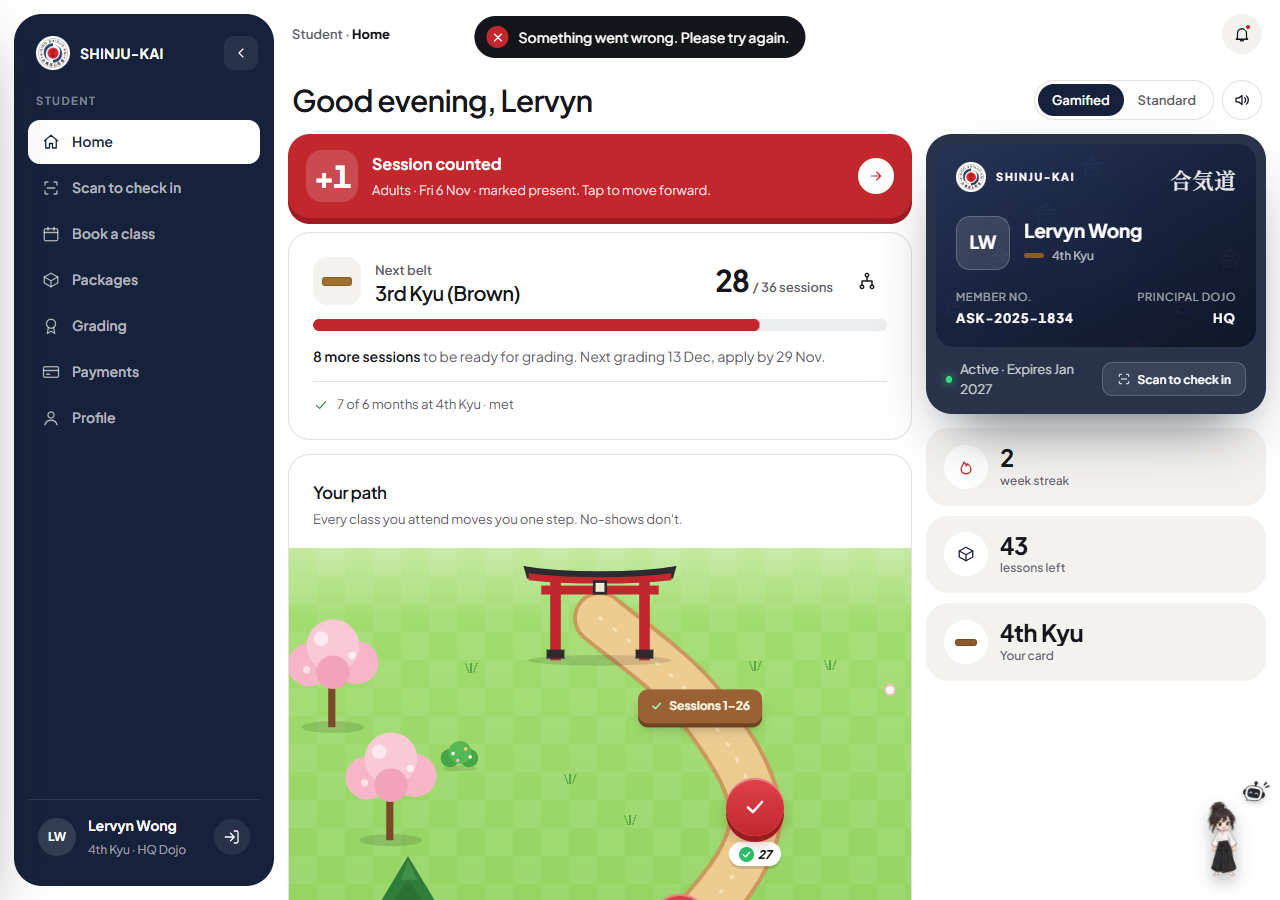 SHINJU-KAI
STUDENT
Home
Scan to check in
Book a class
Packages
Grading
Payments
Profile
LW
Lervyn Wong
4th Kyu · HQ Dojo
Student · Home
Something went wrong. Please try again.
Good evening, Lervyn
Gamified
Standard
+1
Session counted
Adults · Fri 6 Nov · marked present. Tap to move forward.
Next belt
3rd Kyu (Brown)
28 / 36 sessions
8 more sessions to be ready for grading. Next grading 13 Dec, apply by 29 Nov.
7 of 6 months at 4th Kyu · met
Your path
Every class you attend moves you one step. No-shows don't.
Sessions 1–26
27
SHINJU-KAI
合気道
LW
Lervyn Wong
4th Kyu
MEMBER NO.
PRINCIPAL DOJO
ASK-2025-1834
HQ
Active · Expires Jan
2027
Scan to check in
2
week streak
43
lessons left
4th Kyu
Your card